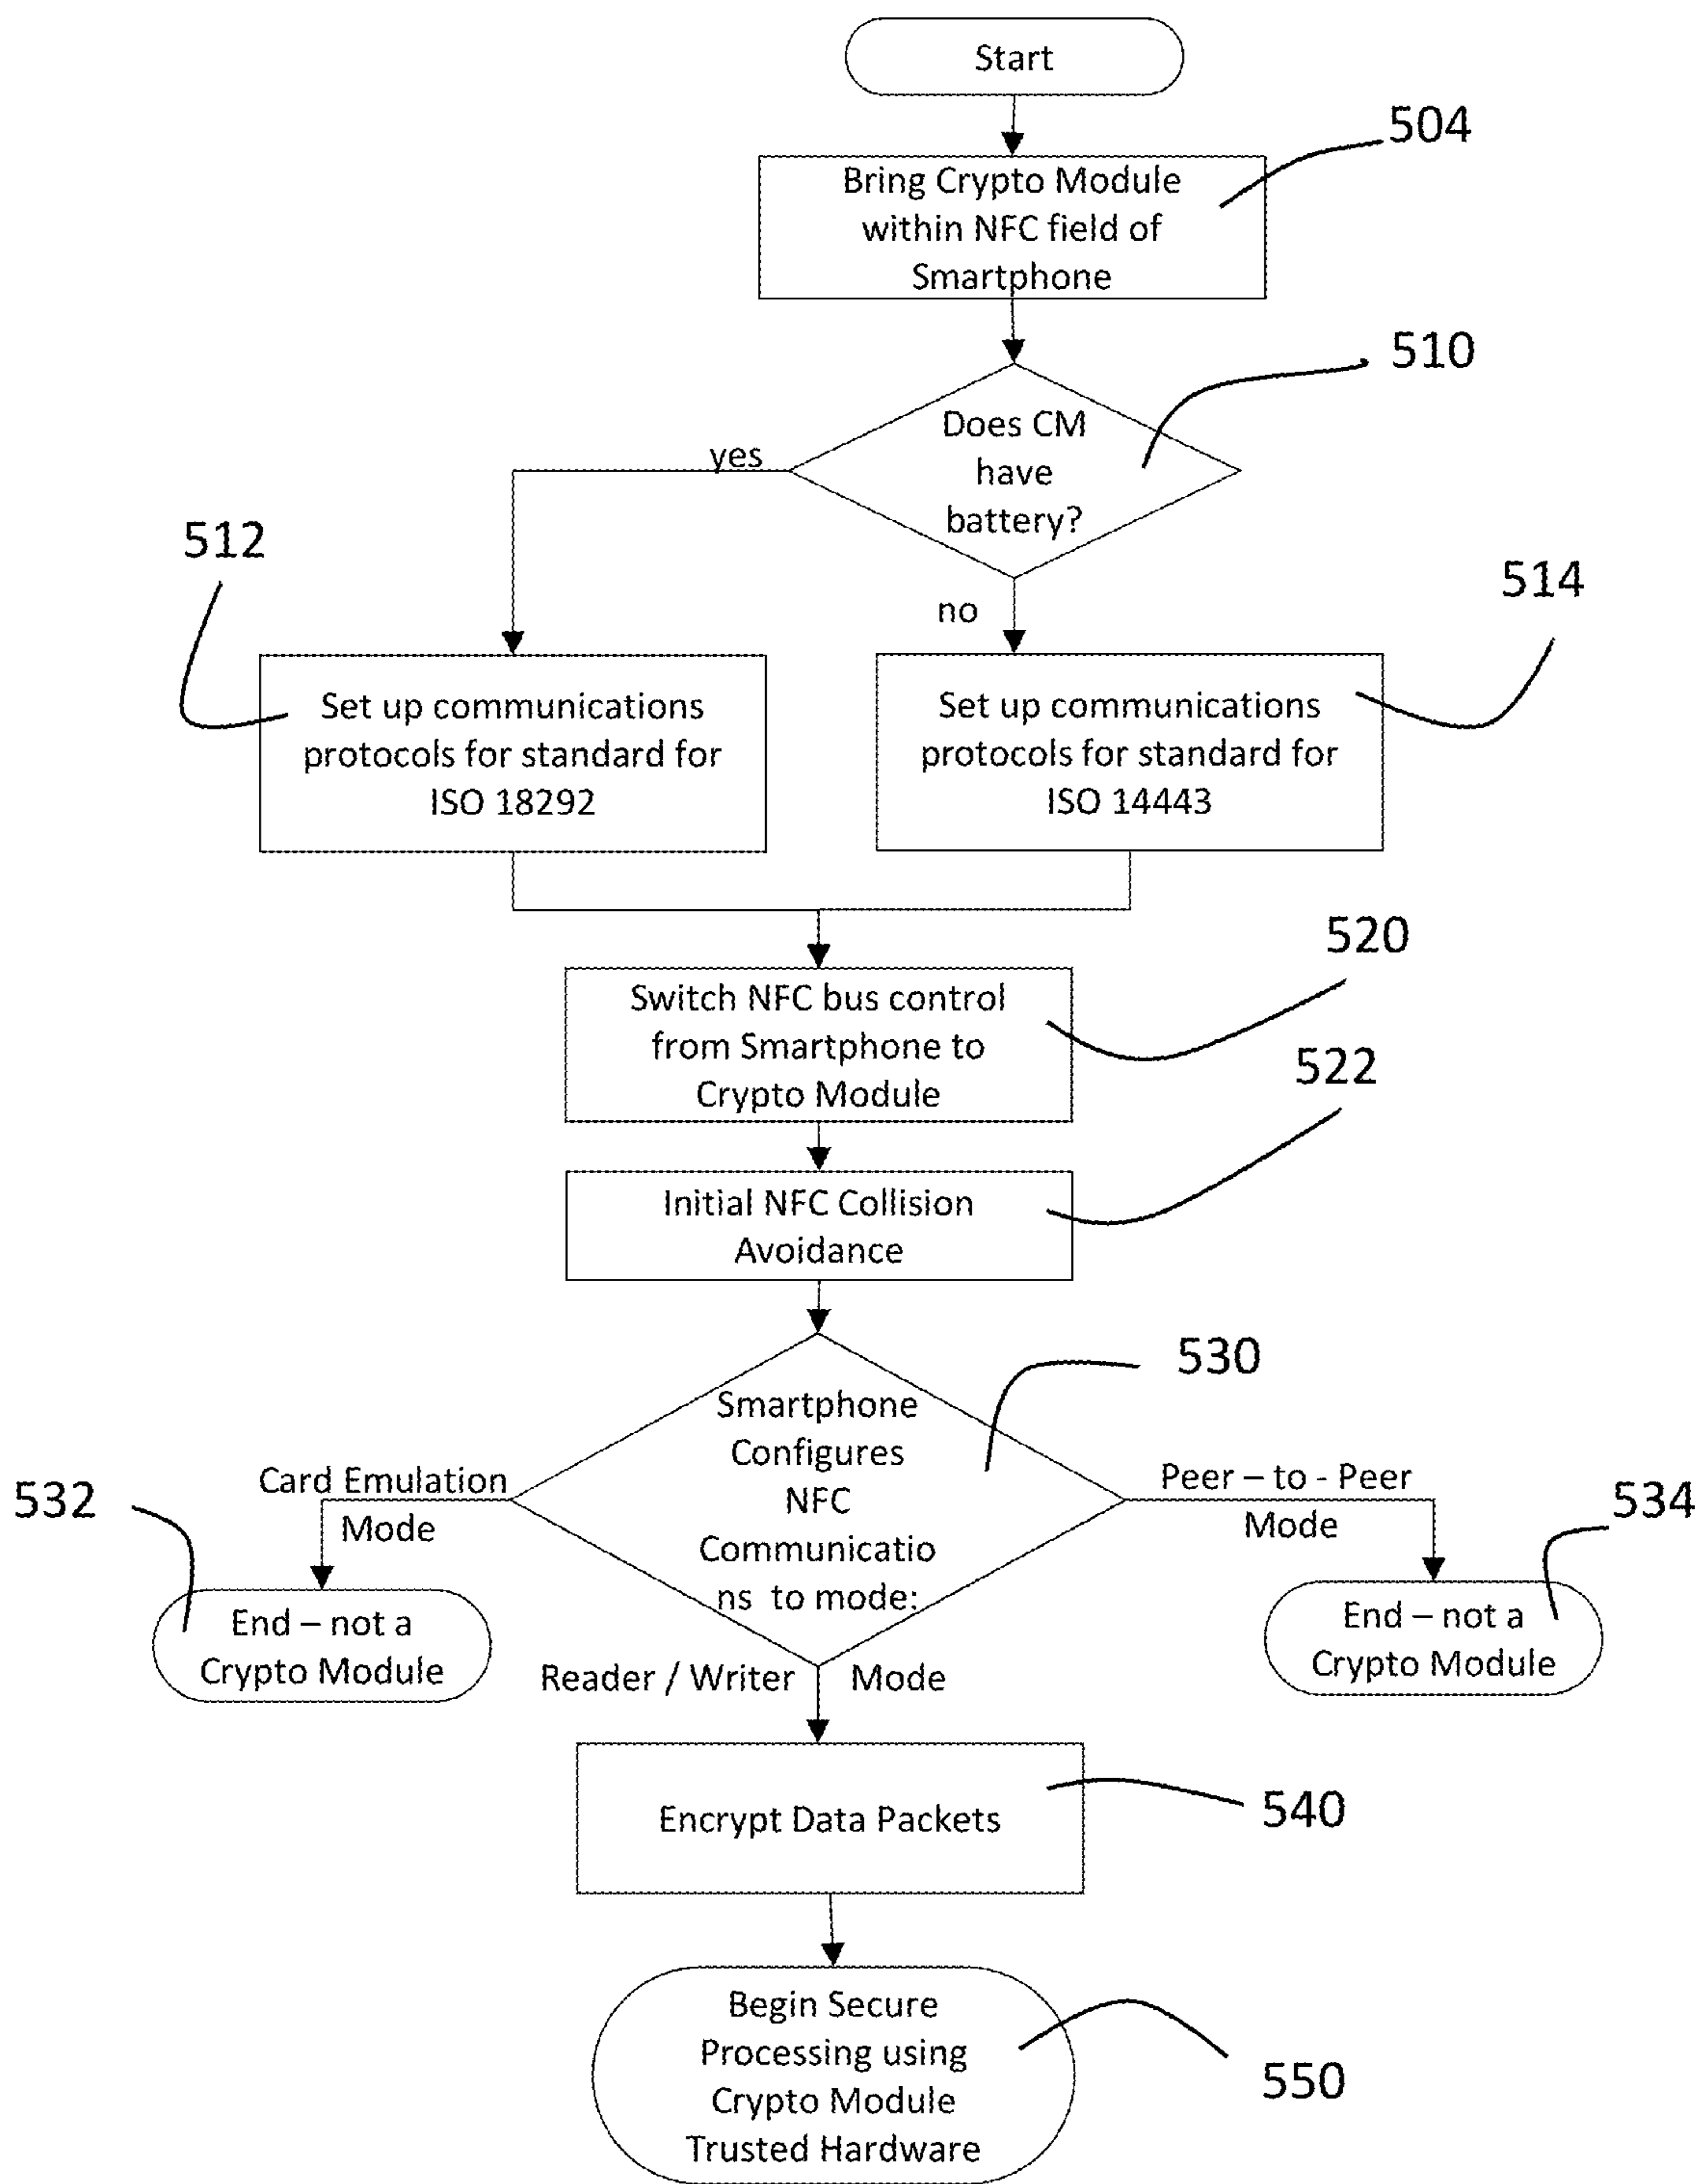 Start
504
Bring Crypto Module
within NFC field of
Smartphone
510
Does CM
have
battery?
yes
no
512
514
Set up communications
protocols for standard for
ISO 18292
Set up communications
protocols for standard for
ISO 14443
520
Switch NFC bus control
from Smartphone to
Crypto Module
522
Initial NFC Collision
Avoidance
530
Smartphone
Configures
NFC
Communicatio
ns to mode:
532
Card Emulation
Mode
Peer – to - Peer
Mode
534
End – not a
Crypto Module
End – not a
Crypto Module
Reader / Writer Mode
Encrypt Data Packets
540
Begin Secure
Processing using
Crypto Module
Trusted Hardware
550